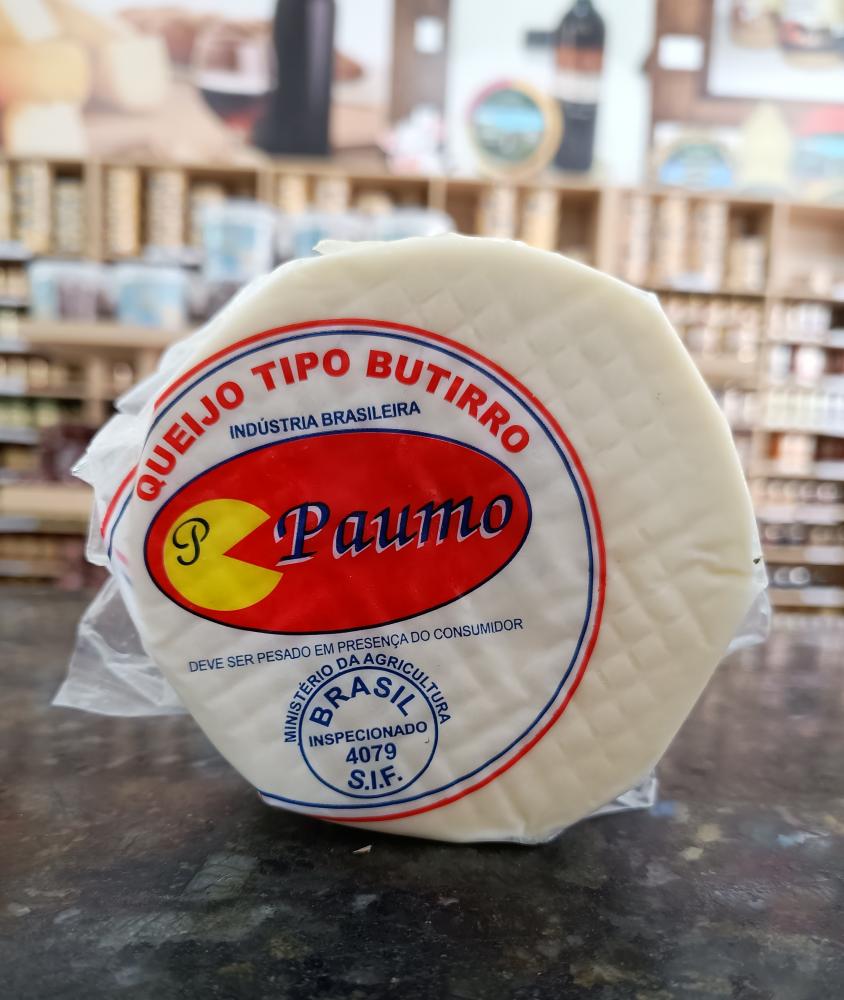 QUEIJO TIPO BUTIRRO
INDÚSTRIA BRASILEIRA
P
Paumo
DEVE SER PESADO EM PRESENÇA DO CONSUMIDOR
MINISTÉRIO DA AGRICULTURA
BRASIL
INSPECIONADO
4079
S.I.F.